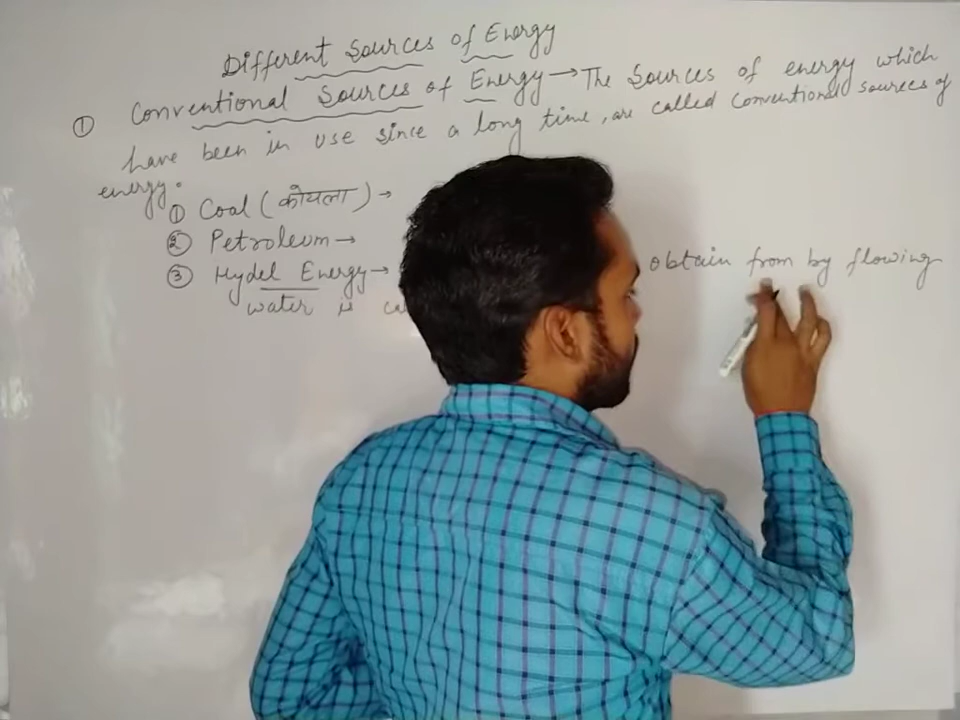 Different Sources of Energy
① Conventional Sources of Energy → The Sources of energy which
have been in use since a long time, are called Conventional sources of
energy.
① Coal (कोयला) →
② Petroleum →
③ Hydel Energy → obtain from by flowing
water is